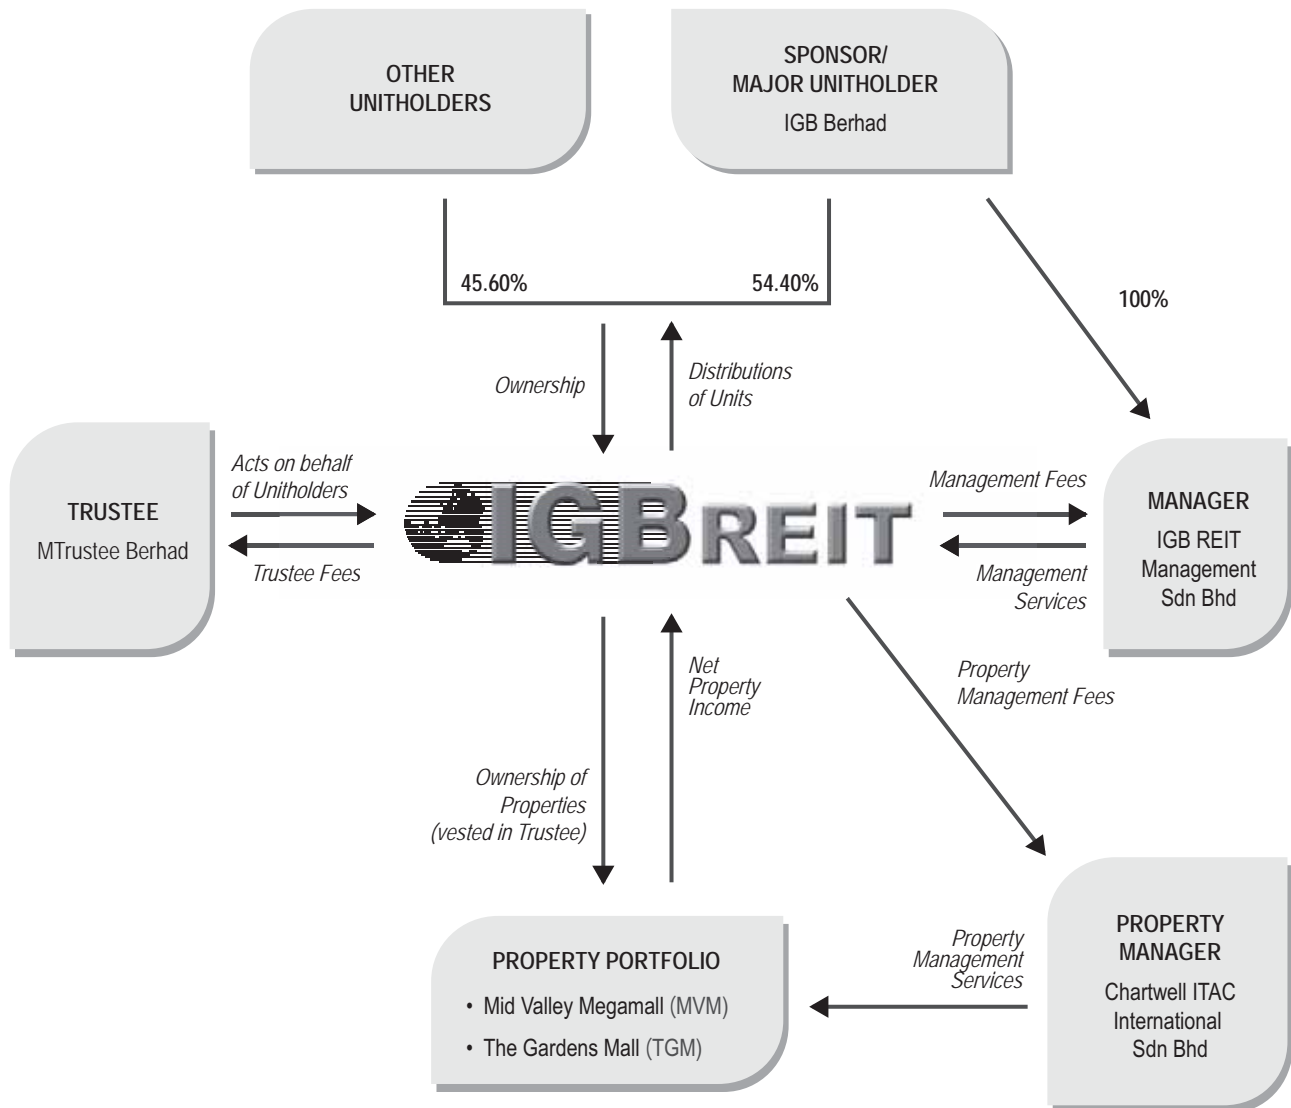 OTHER
UNITHOLDERS
SPONSOR/
MAJOR UNITHOLDER
IGB Berhad
45.60%
54.40%
100%
Ownership
Distributions
of Units
TRUSTEE
MTrustee Berhad
Acts on behalf
of Unitholders
Trustee Fees
IGBREIT
Management Fees
Management
Services
MANAGER
IGB REIT
Management
Sdn Bhd
Net
Property
Income
Property
Management Fees
Ownership of
Properties
(vested in Trustee)
PROPERTY PORTFOLIO
• Mid Valley Megamall (MVM)
• The Gardens Mall (TGM)
Property
Management
Services
PROPERTY
MANAGER
Chartwell ITAC
International
Sdn Bhd